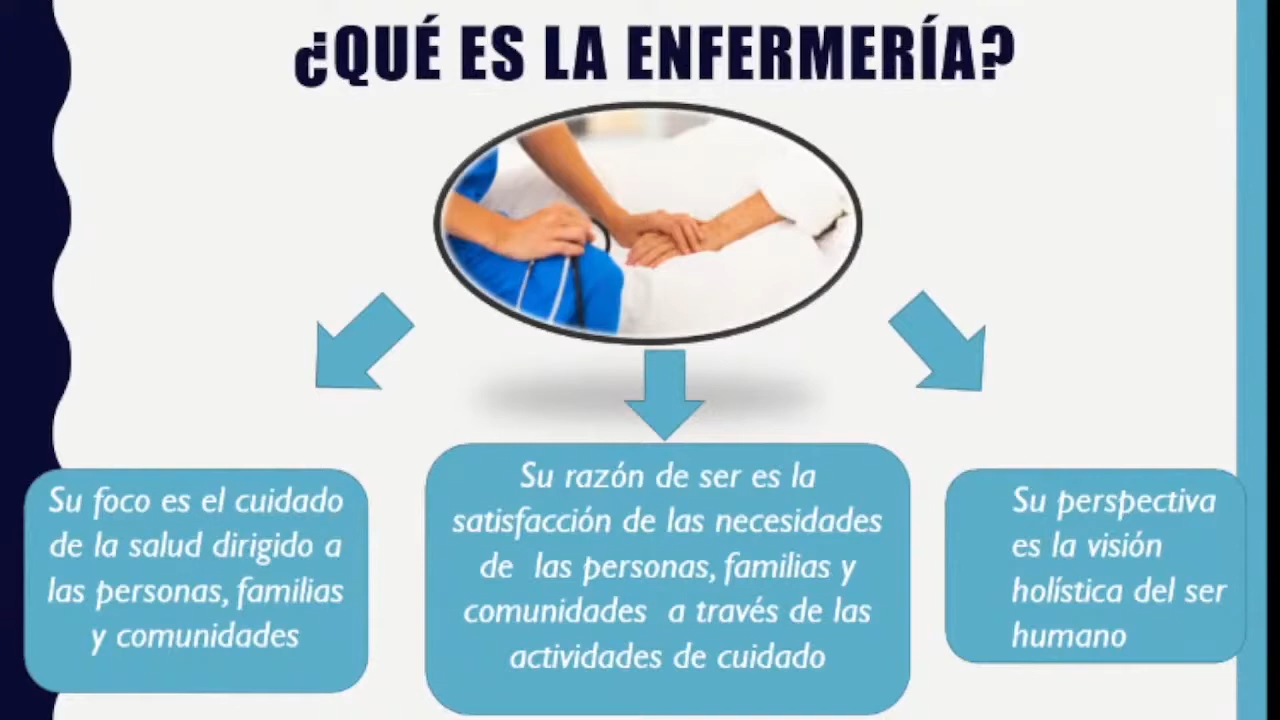 ¿QUÉ ES LA ENFERMERÍA?
Su foco es el cuidado
de la salud dirigido a
las personas, familias
y comunidades
Su razón de ser es la
satisfacción de las necesidades
de las personas, familias y
comunidades a través de las
actividades de cuidado
Su perspectiva
es la visión
holística del ser
humano